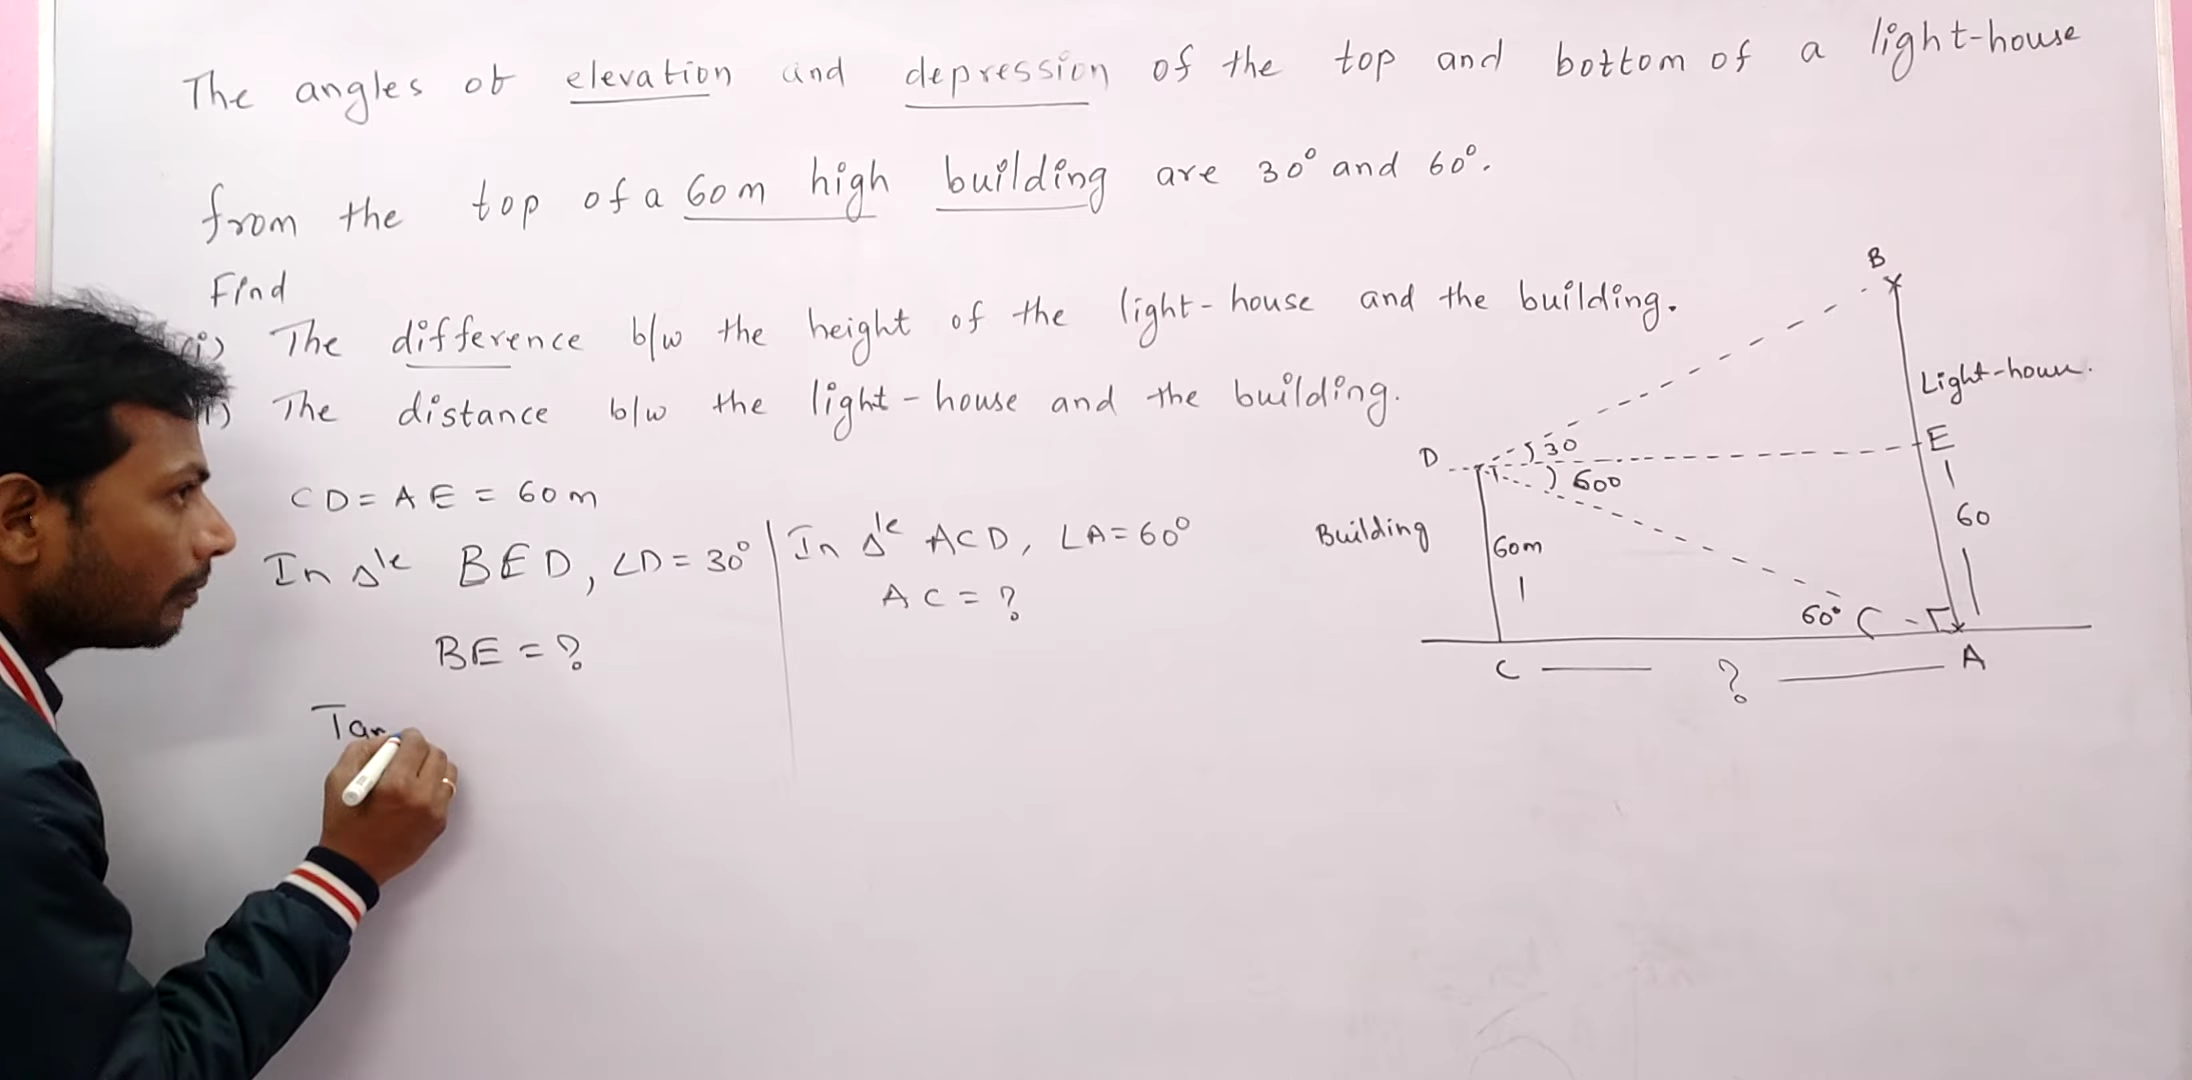 The angles of elevation and depression of the top and bottom of a light-house
from the top of a 60m high building are 30° and 60°.
Find
(i) The difference b/w the height of the light-house and the building.
i) The distance b/w the light-house and the building.
CD = AE = 60m
In Δle BED, ∠D = 30°
BE = ?
Tan
In Δle ACD, ∠A = 60°
AC = ?
B
Light-house.
D
30
E
600
60
Building
60m
60°
C
?
A